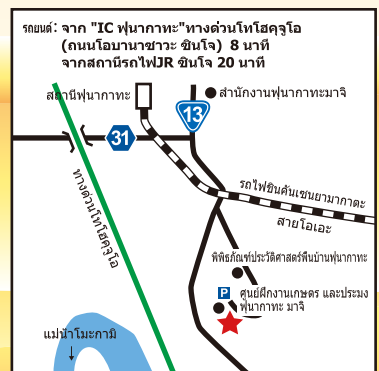 รถยนต์: จาก "IC ฟุนากาทะ"ทางด่วนโทโฮคุจูโอ
(ถนนโอบานาซาวะ ชินโจ) 8 นาที
จากสถานีรถไฟJR ชินโจ 20 นาที
สถานีฟุนากาทะ
สำนักงานฟุนากาทะมาจิ
13
31
รถไฟชินคันเซนยามากาตะ
สายโอเอะ
ทางด่วนโทโฮคุจูโอ
พิพิธภัณฑ์ประวัติศาสตร์พื้นบ้านฟุนากาทะ
P
ศูนย์ฝึกงานเกษตร และประมง
ฟุนากาทะ มาจิ
แม่น้ำโมะกามิ